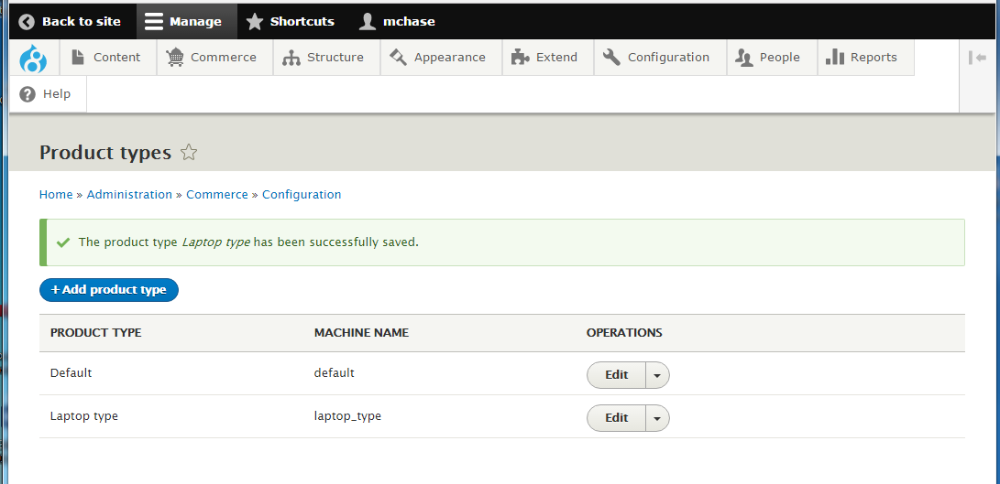 Back to site Manage Shortcuts mchase
Content Commerce Structure Appearance Extend Configuration People Reports
Help
Product types
Home » Administration » Commerce » Configuration
The product type Laptop type has been successfully saved.
+ Add product type
PRODUCT TYPE MACHINE NAME OPERATIONS
Default default Edit
Laptop type laptop_type Edit